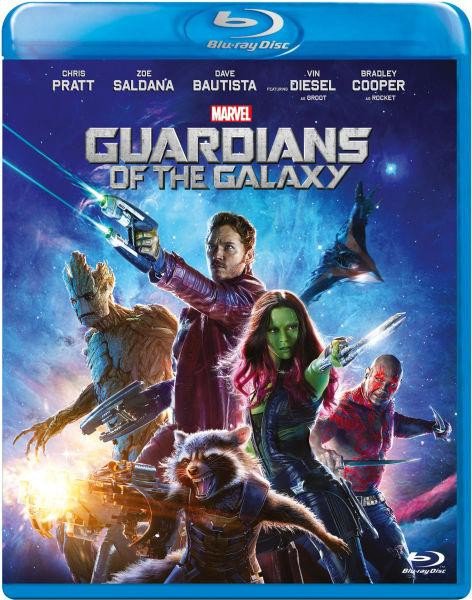 Blu-ray Disc
CHRIS PRATT
ZOE SALDANA
DAVE BAUTISTA
FEATURING VIN DIESEL AS GROOT
BRADLEY COOPER AS ROCKET
MARVEL
GUARDIANS
OF THE GALAXY
Blu-ray Disc